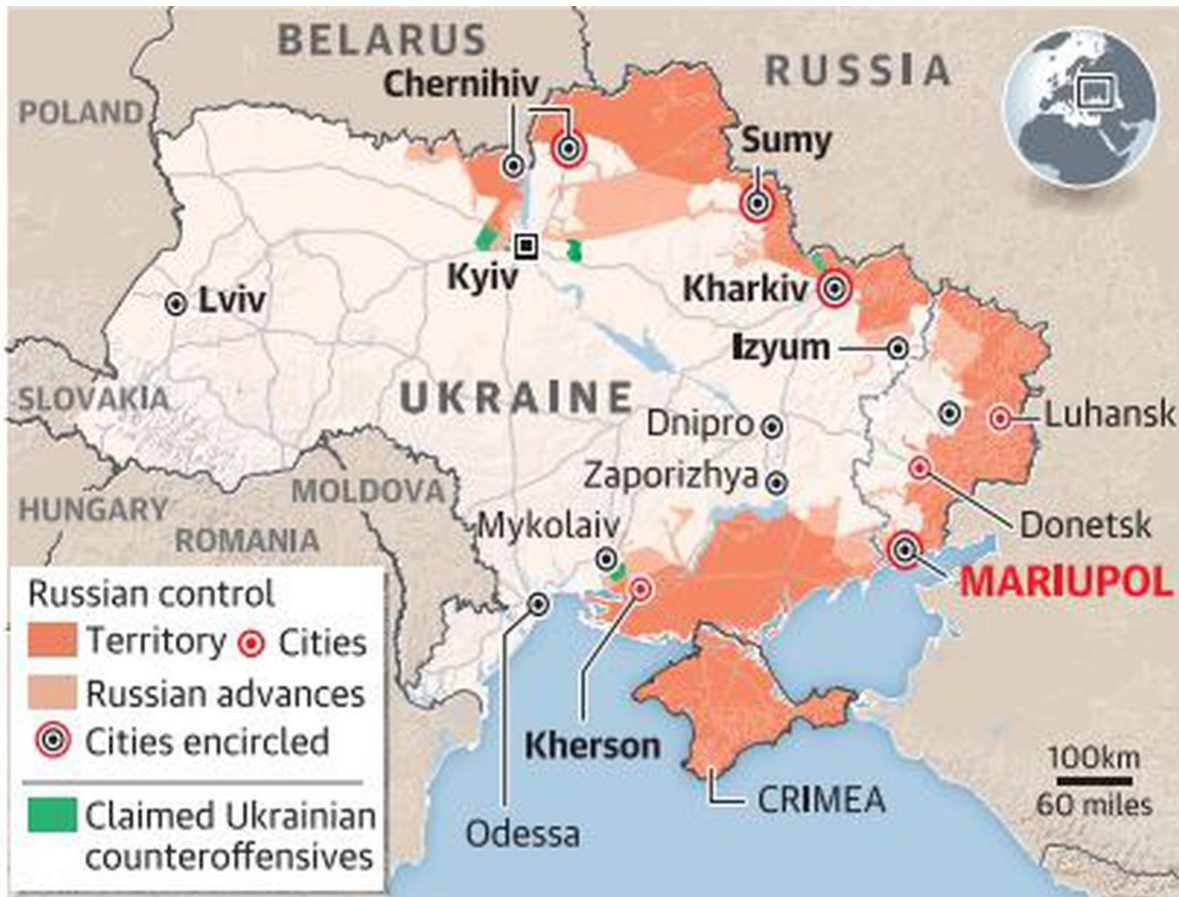 BELARUS
RUSSIA
Chernihiv
POLAND
Sumy
Kyiv
Kharkiv
Lviv
Izyum
SLOVAKIA
UKRAINE
Dnipro
Luhansk
Zaporizhya
MOLDOVA
HUNGARY
Mykolaiv
Donetsk
ROMANIA
MARIUPOL
Russian control
Territory Cities
Russian advances
Cities encircled
Claimed Ukrainian
counteroffensives
Kherson
Odessa
CRIMEA
100km
60 miles